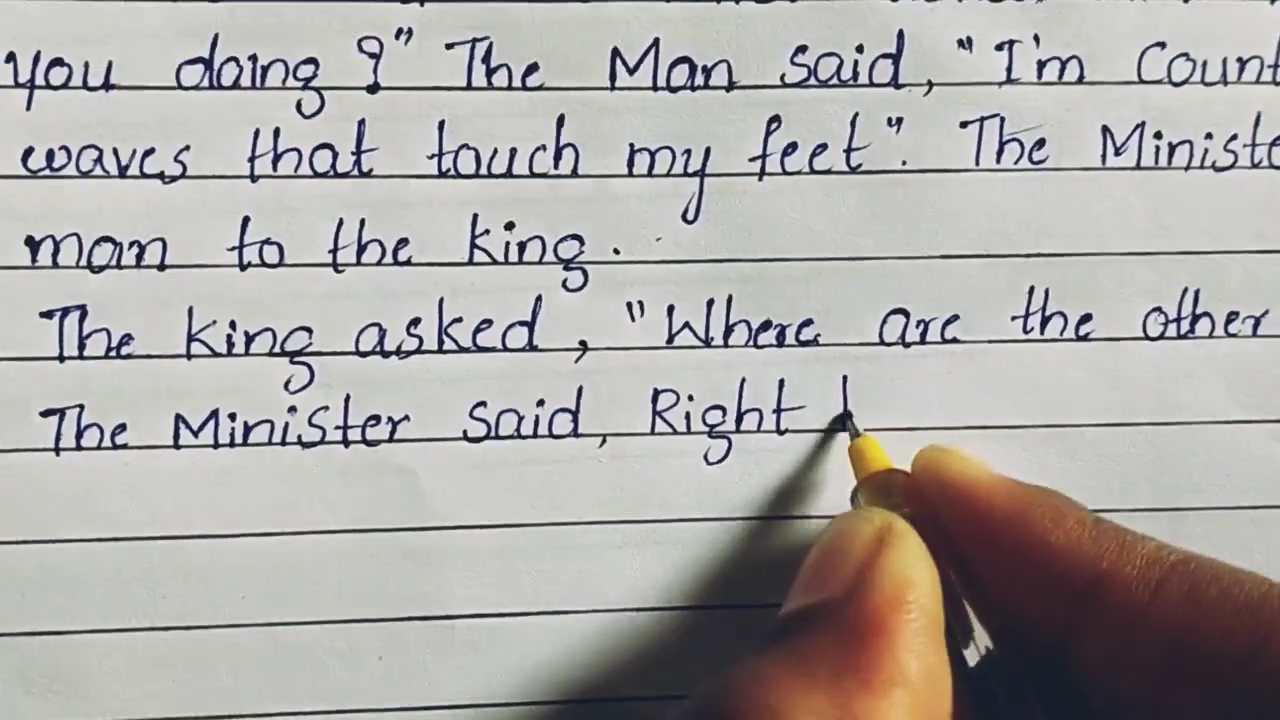 you doing ?" The Man said, "I'm Count
waves that touch my feet". The Ministe
man to the king.
The king asked, "Where are the other
The Minister said, Right